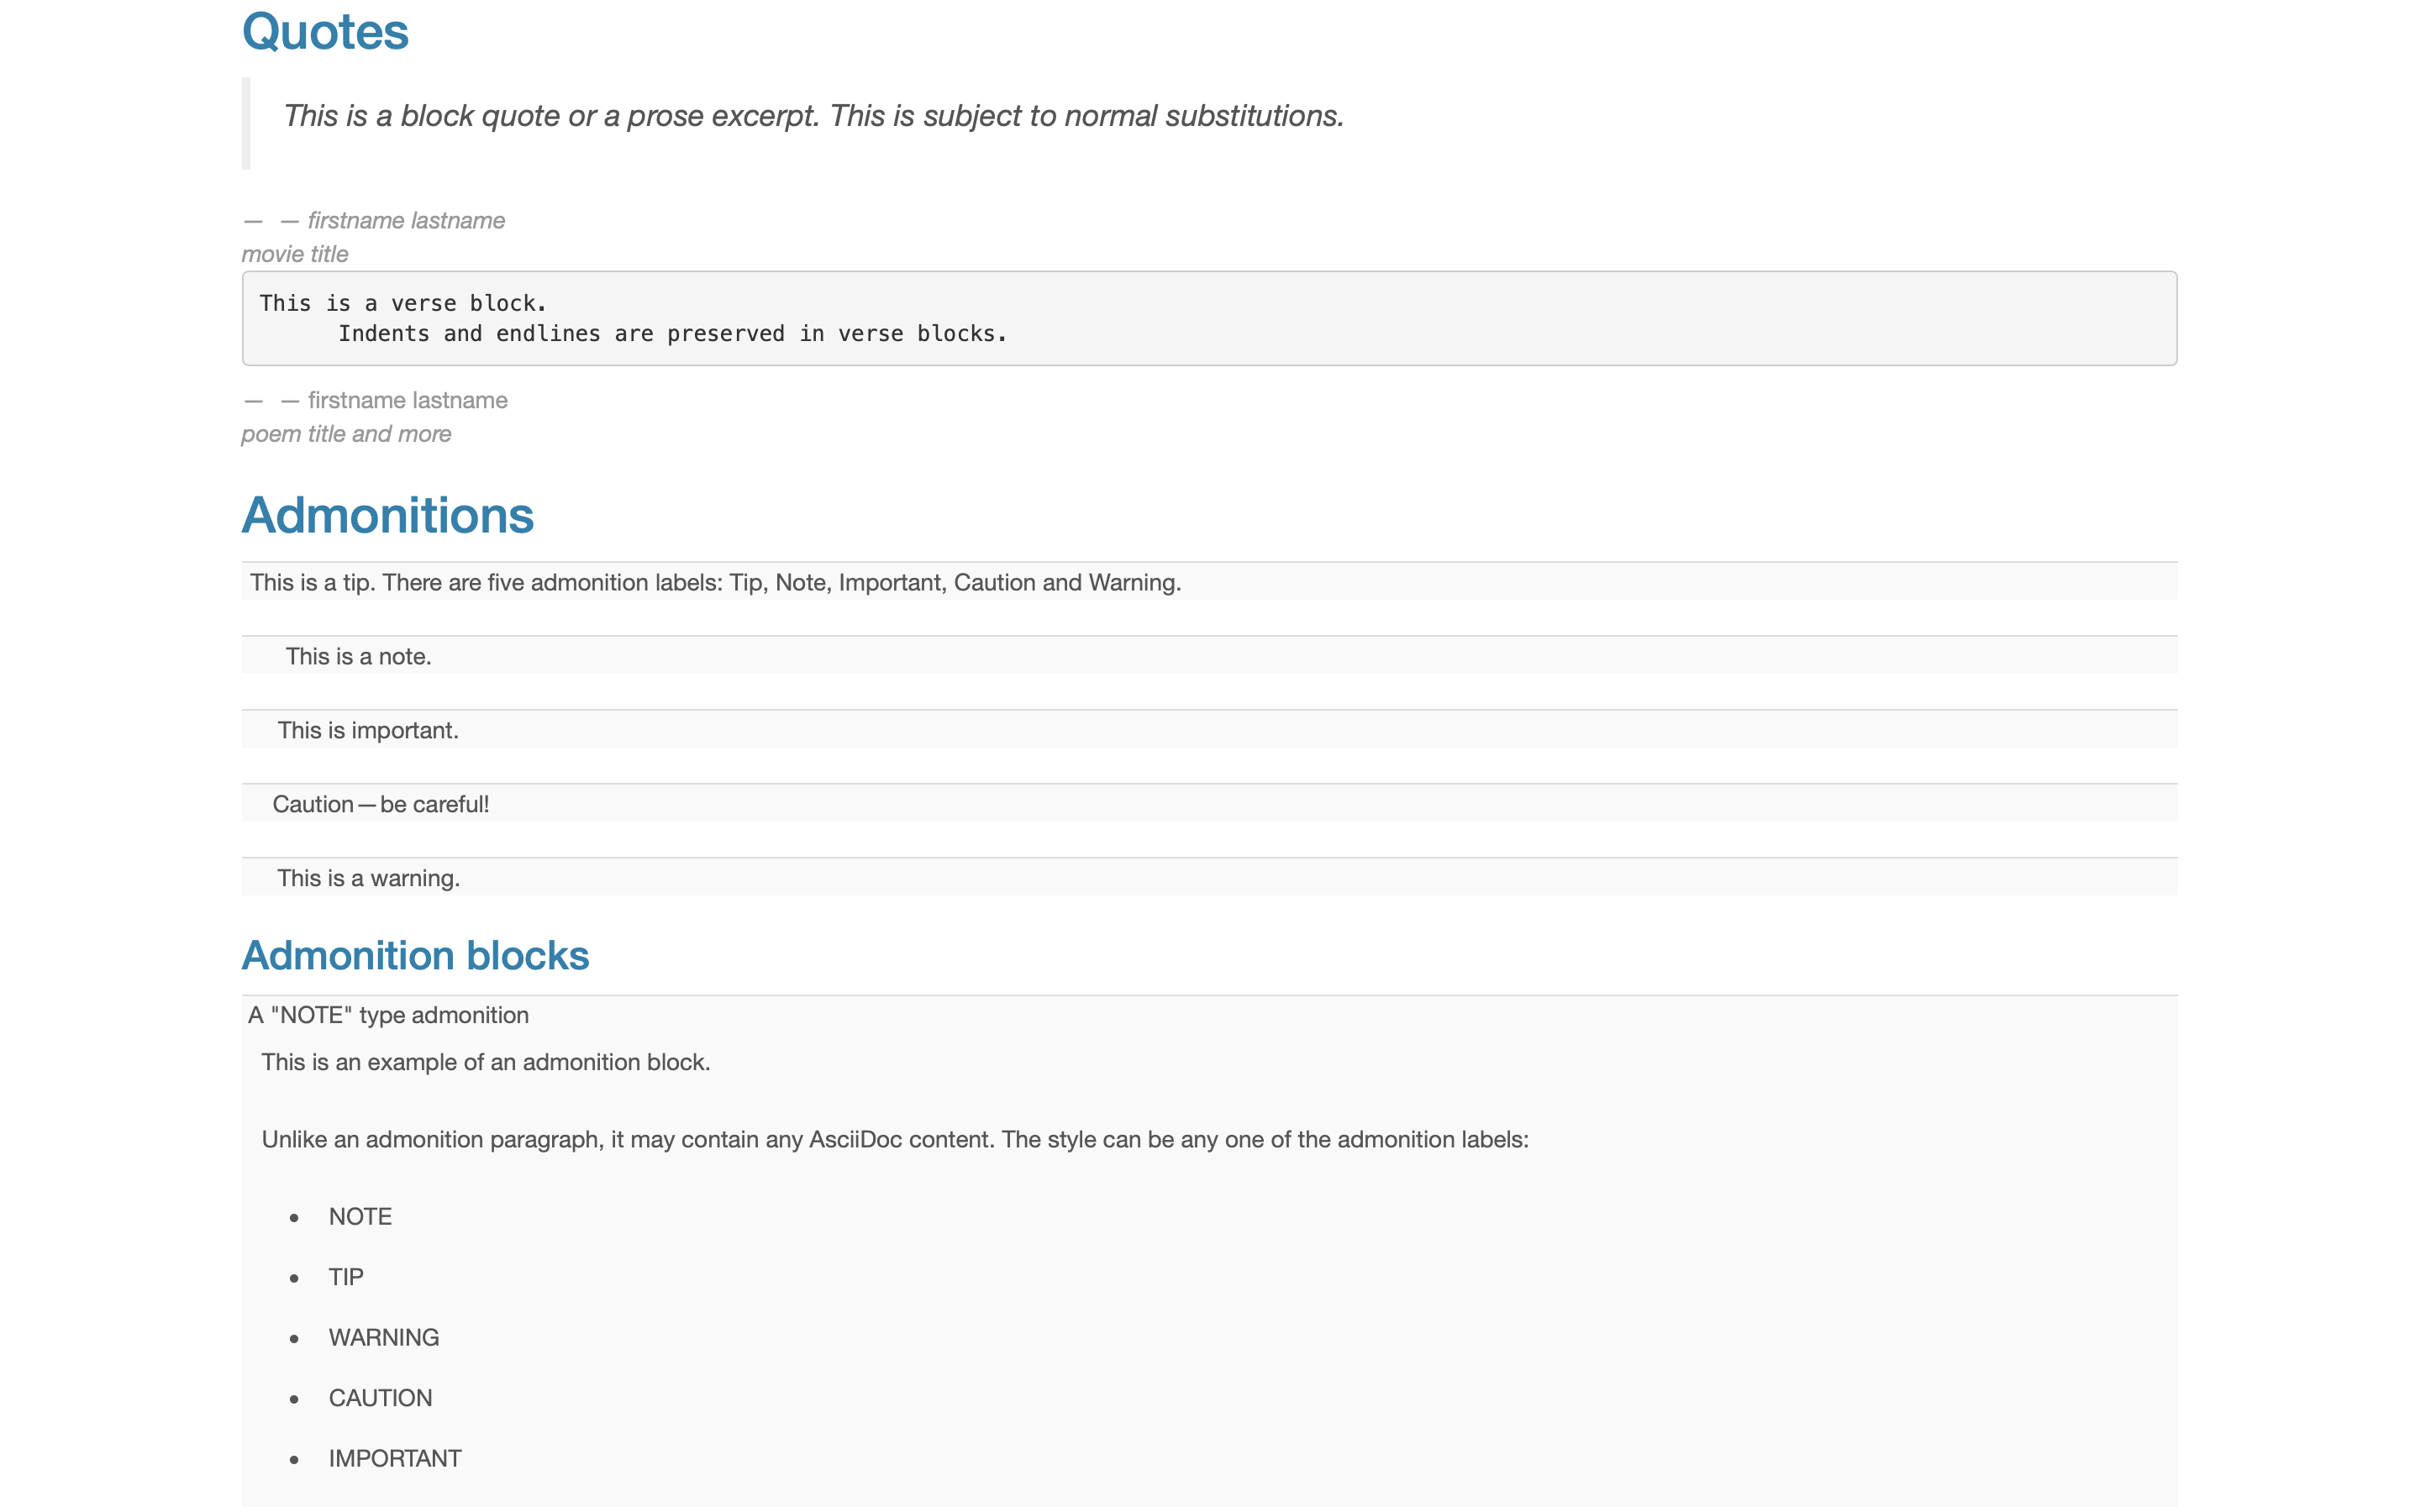 Quotes
This is a block quote or a prose excerpt. This is subject to normal substitutions.
— — firstname lastname
movie title
This is a verse block.
      Indents and endlines are preserved in verse blocks.
— — firstname lastname
poem title and more
Admonitions
This is a tip. There are five admonition labels: Tip, Note, Important, Caution and Warning.
This is a note.
This is important.
Caution — be careful!
This is a warning.
Admonition blocks
A "NOTE" type admonition
This is an example of an admonition block.
Unlike an admonition paragraph, it may contain any AsciiDoc content. The style can be any one of the admonition labels:
• NOTE
• TIP
• WARNING
• CAUTION
• IMPORTANT